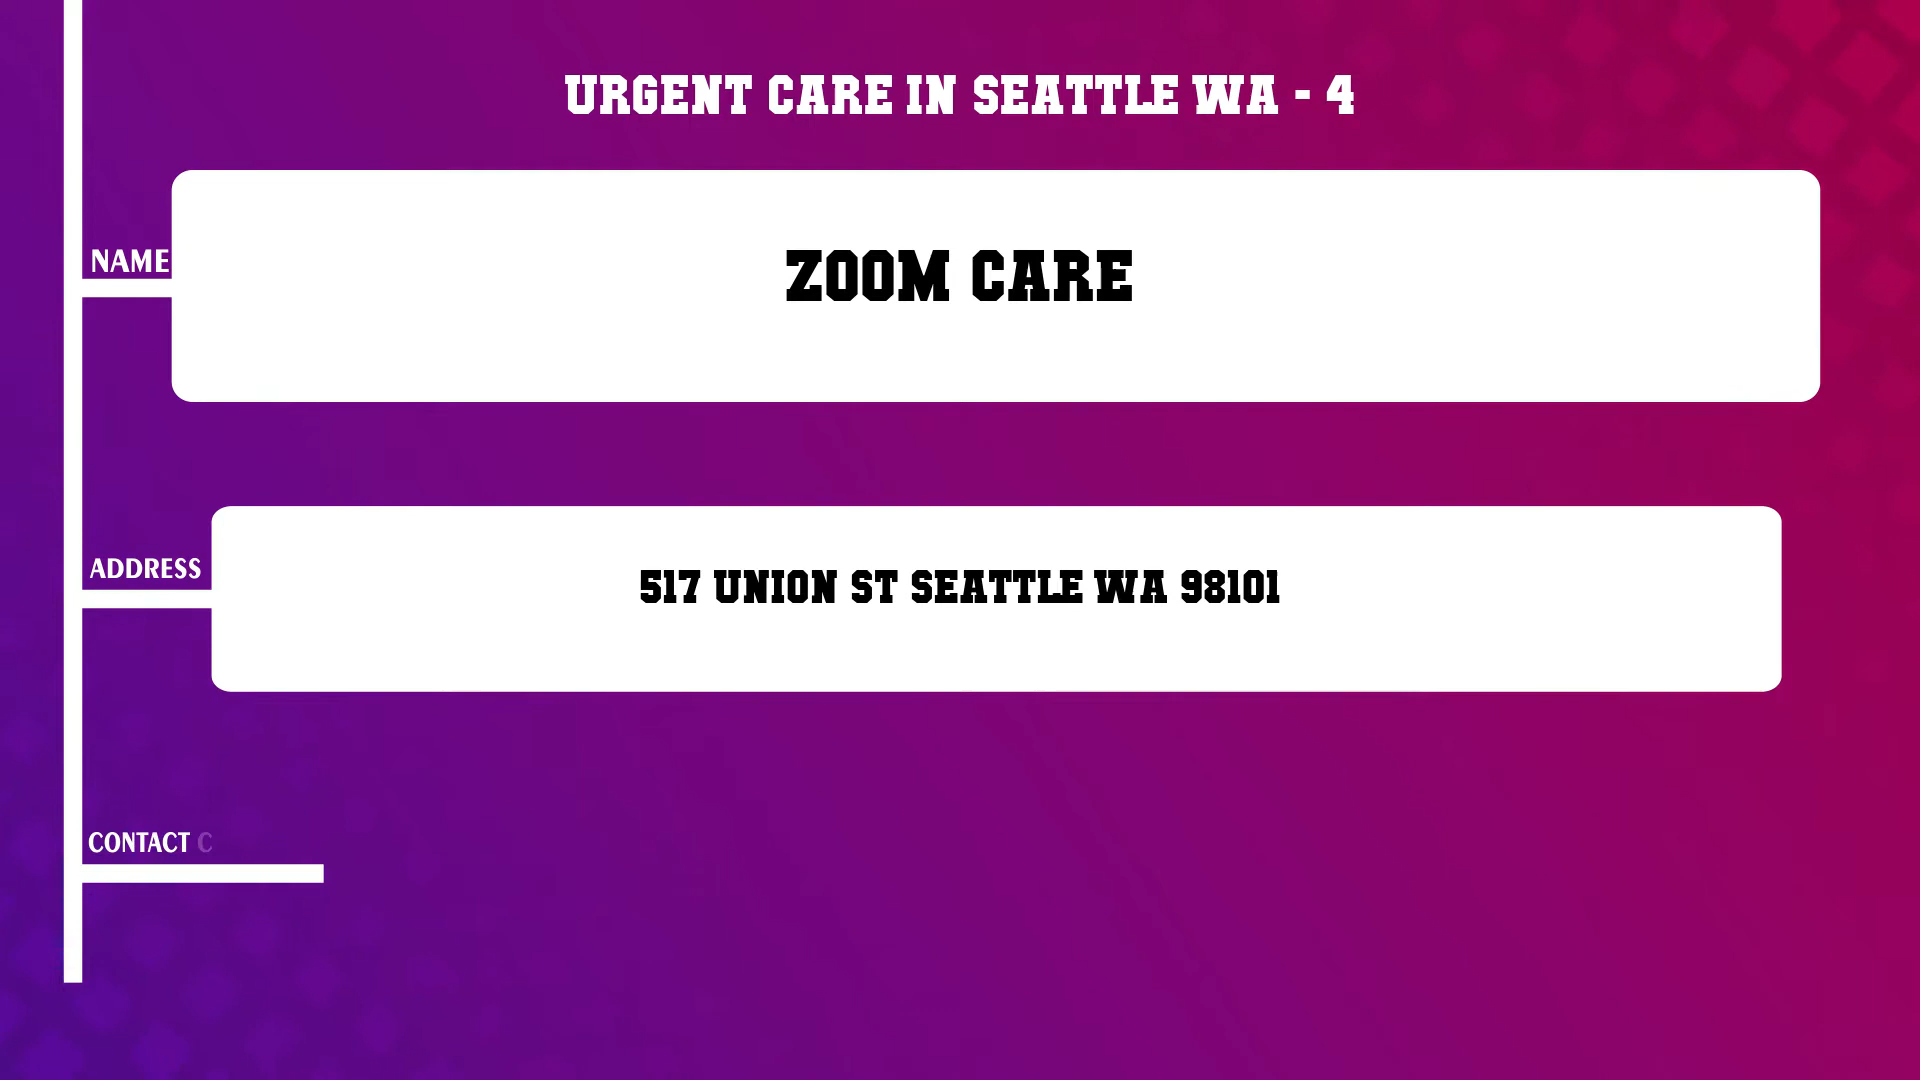 URGENT CARE IN SEATTLE WA - 4
NAME
ZOOM CARE
ADDRESS
517 UNION ST SEATTLE WA 98101
CONTACT C